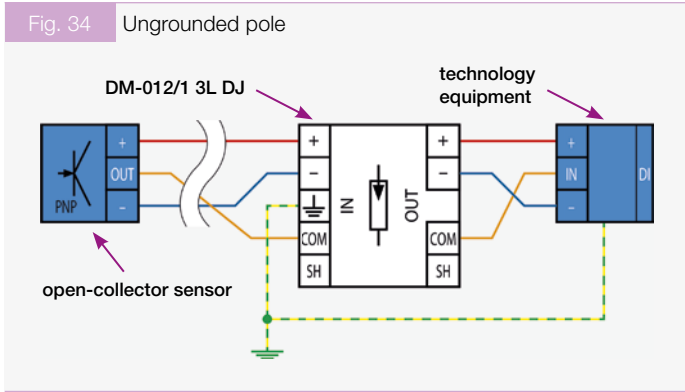 Fig. 34 Ungrounded pole
DM-012/1 3L DJ
technology
equipment
+
OUT
PNP
–
+
–
COM
SH
IN
OUT
+
–
COM
SH
+
IN
–
DI
open-collector sensor